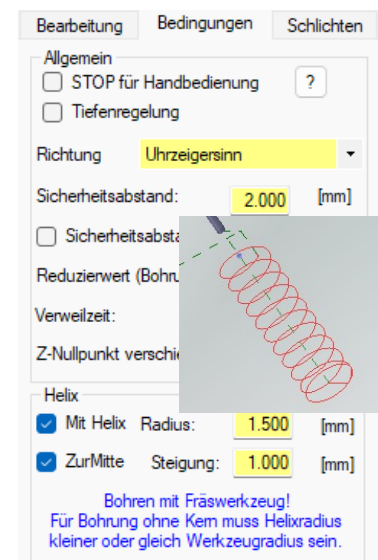 Bearbeitung Bedingungen Schlichten
Allgemein
STOP für Handbedienung ?
Tiefenregelung
Richtung Uhrzeigersinn
Sicherheitsabstand: 2.000 [mm]
Reduzierwert
Verweilzeit:
Z-Nullpunkt
Helix
Mit Helix Radius: 1.500 [mm]
ZurMitte Steigung: 1.000 [mm]
Bohren mit Fräswerkzeug!
Für Bohrung ohne Kern muss Helixradius
kleiner oder gleich Werkzeugradius sein.